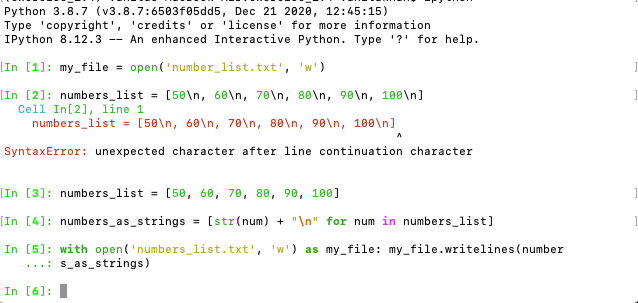 Python 3.8.7 (v3.8.7:6503f05dd5, Dec 21 2020, 12:45:15)
Type 'copyright', 'credits' or 'license' for more information
IPython 8.12.3 -- An enhanced Interactive Python. Type '?' for help.
[In [1]: my_file = open('number_list.txt', 'w') ]
[In [2]: numbers_list = [50\n, 60\n, 70\n, 80\n, 90\n, 100\n] ]
Cell In[2], line 1
numbers_list = [50\n, 60\n, 70\n, 80\n, 90\n, 100\n]
^
SyntaxError: unexpected character after line continuation character
[In [3]: numbers_list = [50, 60, 70, 80, 90, 100] ]
[In [4]: numbers_as_strings = [str(num) + "\n" for num in numbers_list] ]
[In [5]: with open('numbers_list.txt', 'w') as my_file: my_file.writelines(number
...: s_as_strings) ]
In [6]: